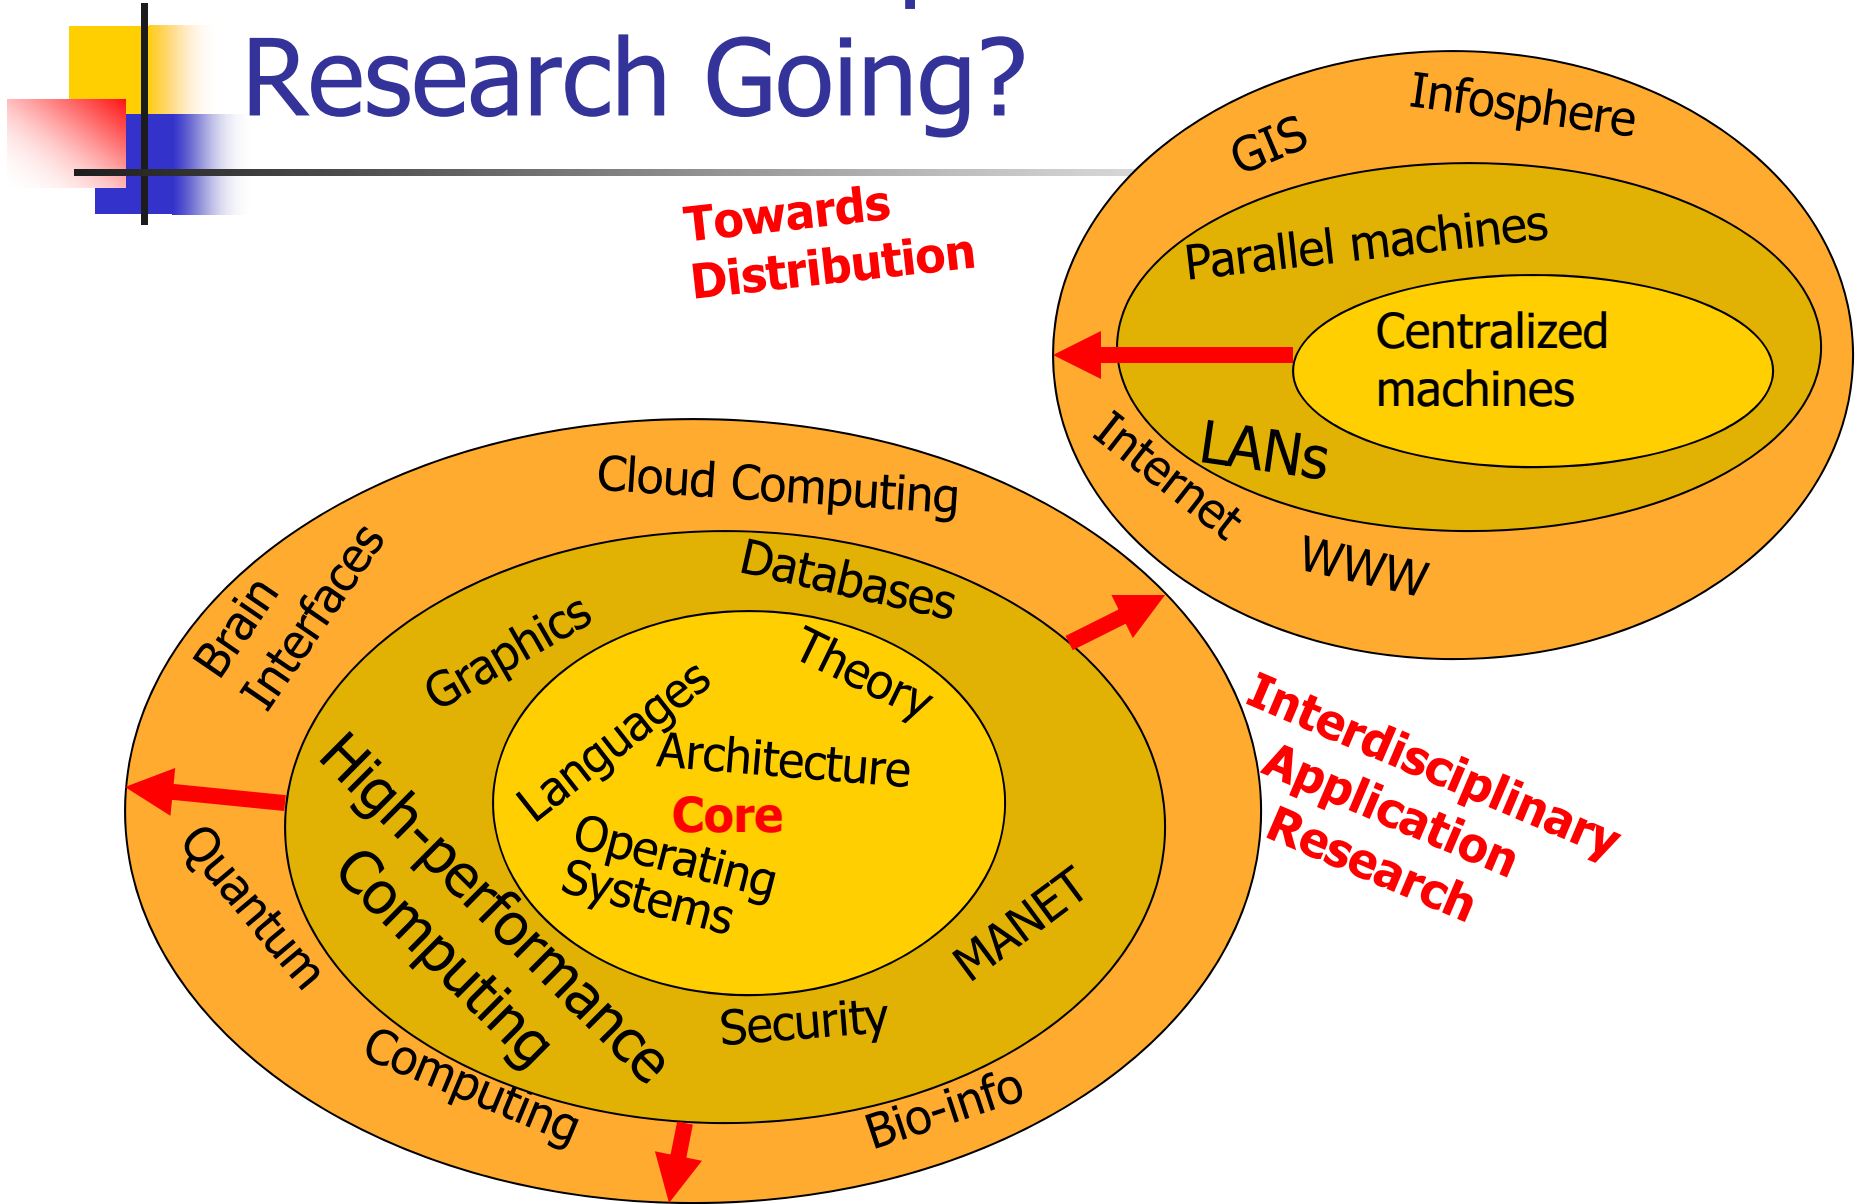 Research Going?
Infosphere
GIS
Towards
Distribution
Parallel machines
Centralized
machines
LANs
Internet
WWW
Cloud Computing
Brain
Interfaces
Databases
Graphics
Theory
Languages
Architecture
Core
Operating
Systems
High-performance
Computing
MANET
Security
Quantum
Computing
Bio-info
Interdisciplinary
Application
Research